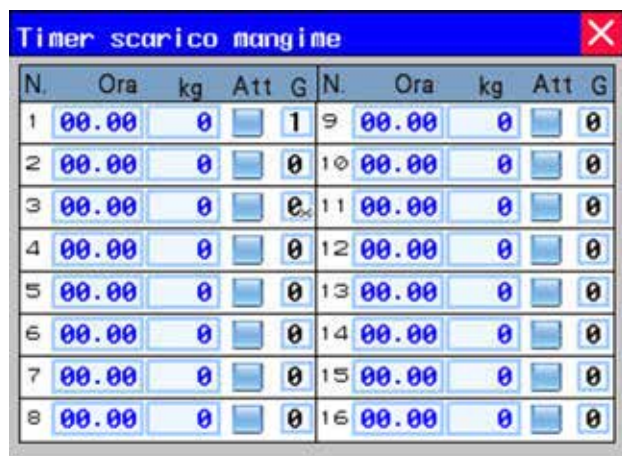 Timer scarico mangime
N. Ora kg Att G N. Ora kg Att G
1 00.00 0 1 9 00.00 0 0
2 00.00 0 0 10 00.00 0 0
3 00.00 0 0 11 00.00 0 0
4 00.00 0 0 12 00.00 0 0
5 00.00 0 0 13 00.00 0 0
6 00.00 0 0 14 00.00 0 0
7 00.00 0 0 15 00.00 0 0
8 00.00 0 0 16 00.00 0 0